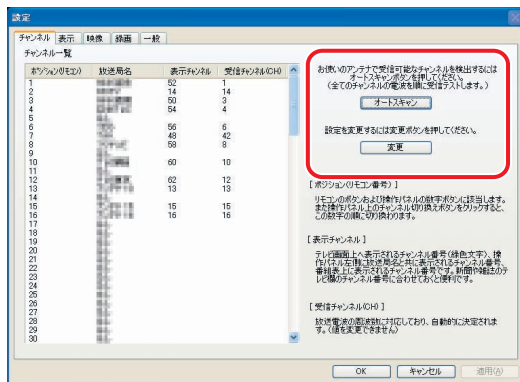 設定
チャンネル 表示 映像 録画 一般
チャンネル一覧
ポジション(リモコン) 放送局名 表示チャンネル 受信チャンネル(CH)
1 52 1
2 14 14
3 50 3
4 54 4
5
6 56 6
7 48 42
8 58 8
9
10 60 10
11
12 62 12
13 13 13
14
15 15 15
16 16 16
17
18
19
20
21
22
23
24
25
26
27
28
29
30
お使いのアンテナで受信可能なチャンネルを検出するには
オートスキャンボタンを押してください。
(全てのチャンネルの電波を順に受信テストします。)
オートスキャン
設定を変更するには変更ボタンを押してください。
変更
[ ポジション(リモコン番号) ]
リモコンのボタンおよび操作パネルの数字ボタンに該当します。
また操作パネル上のチャンネル切り換えボタンをクリックすると、
この数字の順に切り換わります。
[ 表示チャンネル ]
テレビ画面上へ表示されるチャンネル番号(緑色文字)、操
作パネル左側に放送局名と共に表示されるチャンネル番号、
番組表上に表示されるチャンネル番号です。新聞や雑誌のテ
レビ欄のチャンネル番号に合わせておくと便利です。
[ 受信チャンネル(CH) ]
放送電波の周波数に対応しており、自動的に決定されま
す。(値を変更できません)
OK キャンセル 適用(A)